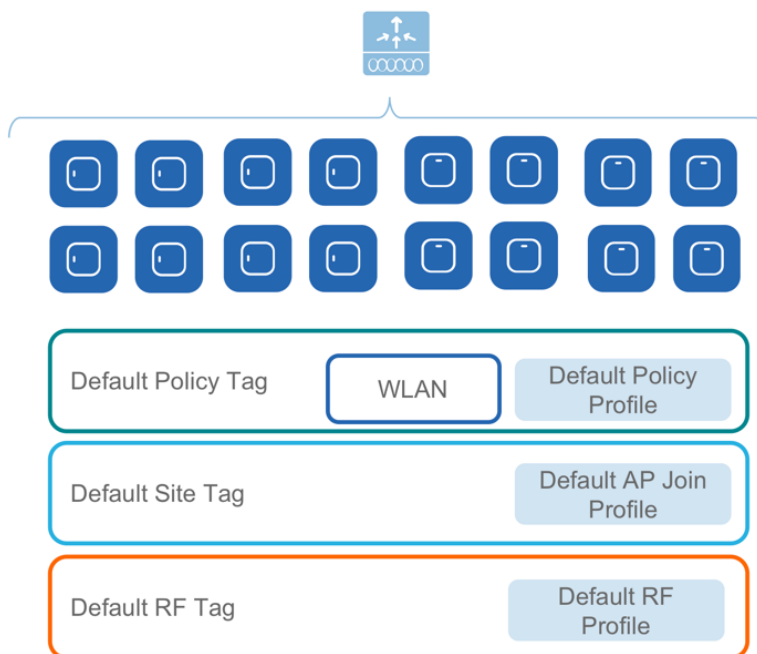 Default Policy Tag
WLAN
Default Policy
Profile
Default Site Tag
Default AP Join
Profile
Default RF Tag
Default RF
Profile